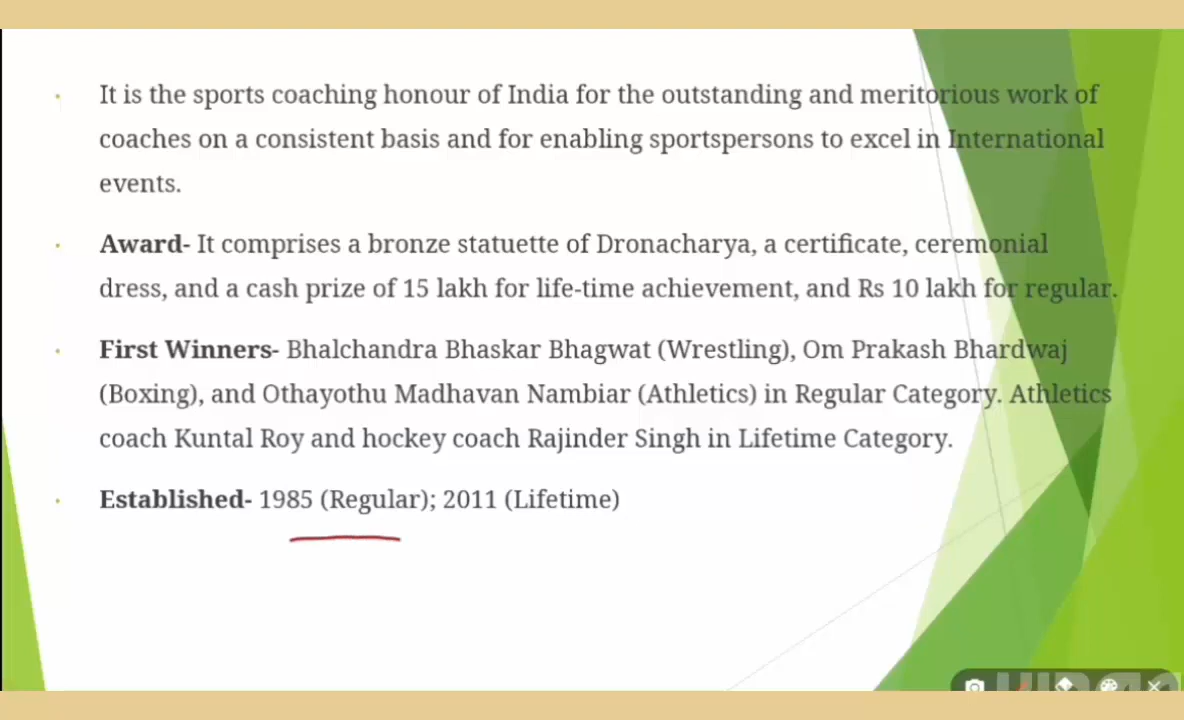 It is the sports coaching honour of India for the outstanding and meritorious work of
coaches on a consistent basis and for enabling sportspersons to excel in International
events.
Award- It comprises a bronze statuette of Dronacharya, a certificate, ceremonial
dress, and a cash prize of 15 lakh for life-time achievement, and Rs 10 lakh for regular.
First Winners- Bhalchandra Bhaskar Bhagwat (Wrestling), Om Prakash Bhardwaj
(Boxing), and Othayothu Madhavan Nambiar (Athletics) in Regular Category. Athletics
coach Kuntal Roy and hockey coach Rajinder Singh in Lifetime Category.
Established- 1985 (Regular); 2011 (Lifetime)